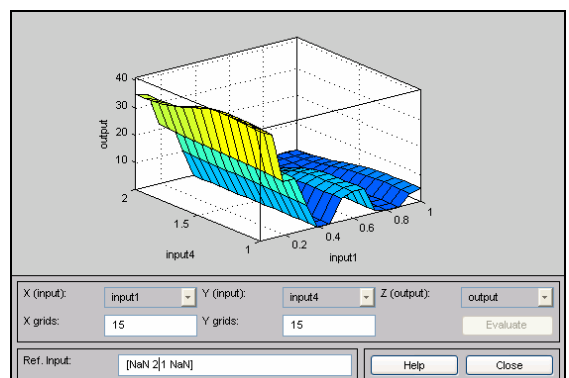 40
30
20
10
output
2
1.5
1
input4
0.2
0.4
0.6
0.8
1
input1
X (input): input1 Y (input): input4 Z (output): output
X grids: 15 Y grids: 15 Evaluate
Ref. Input: [NaN 2 1 NaN] Help Close